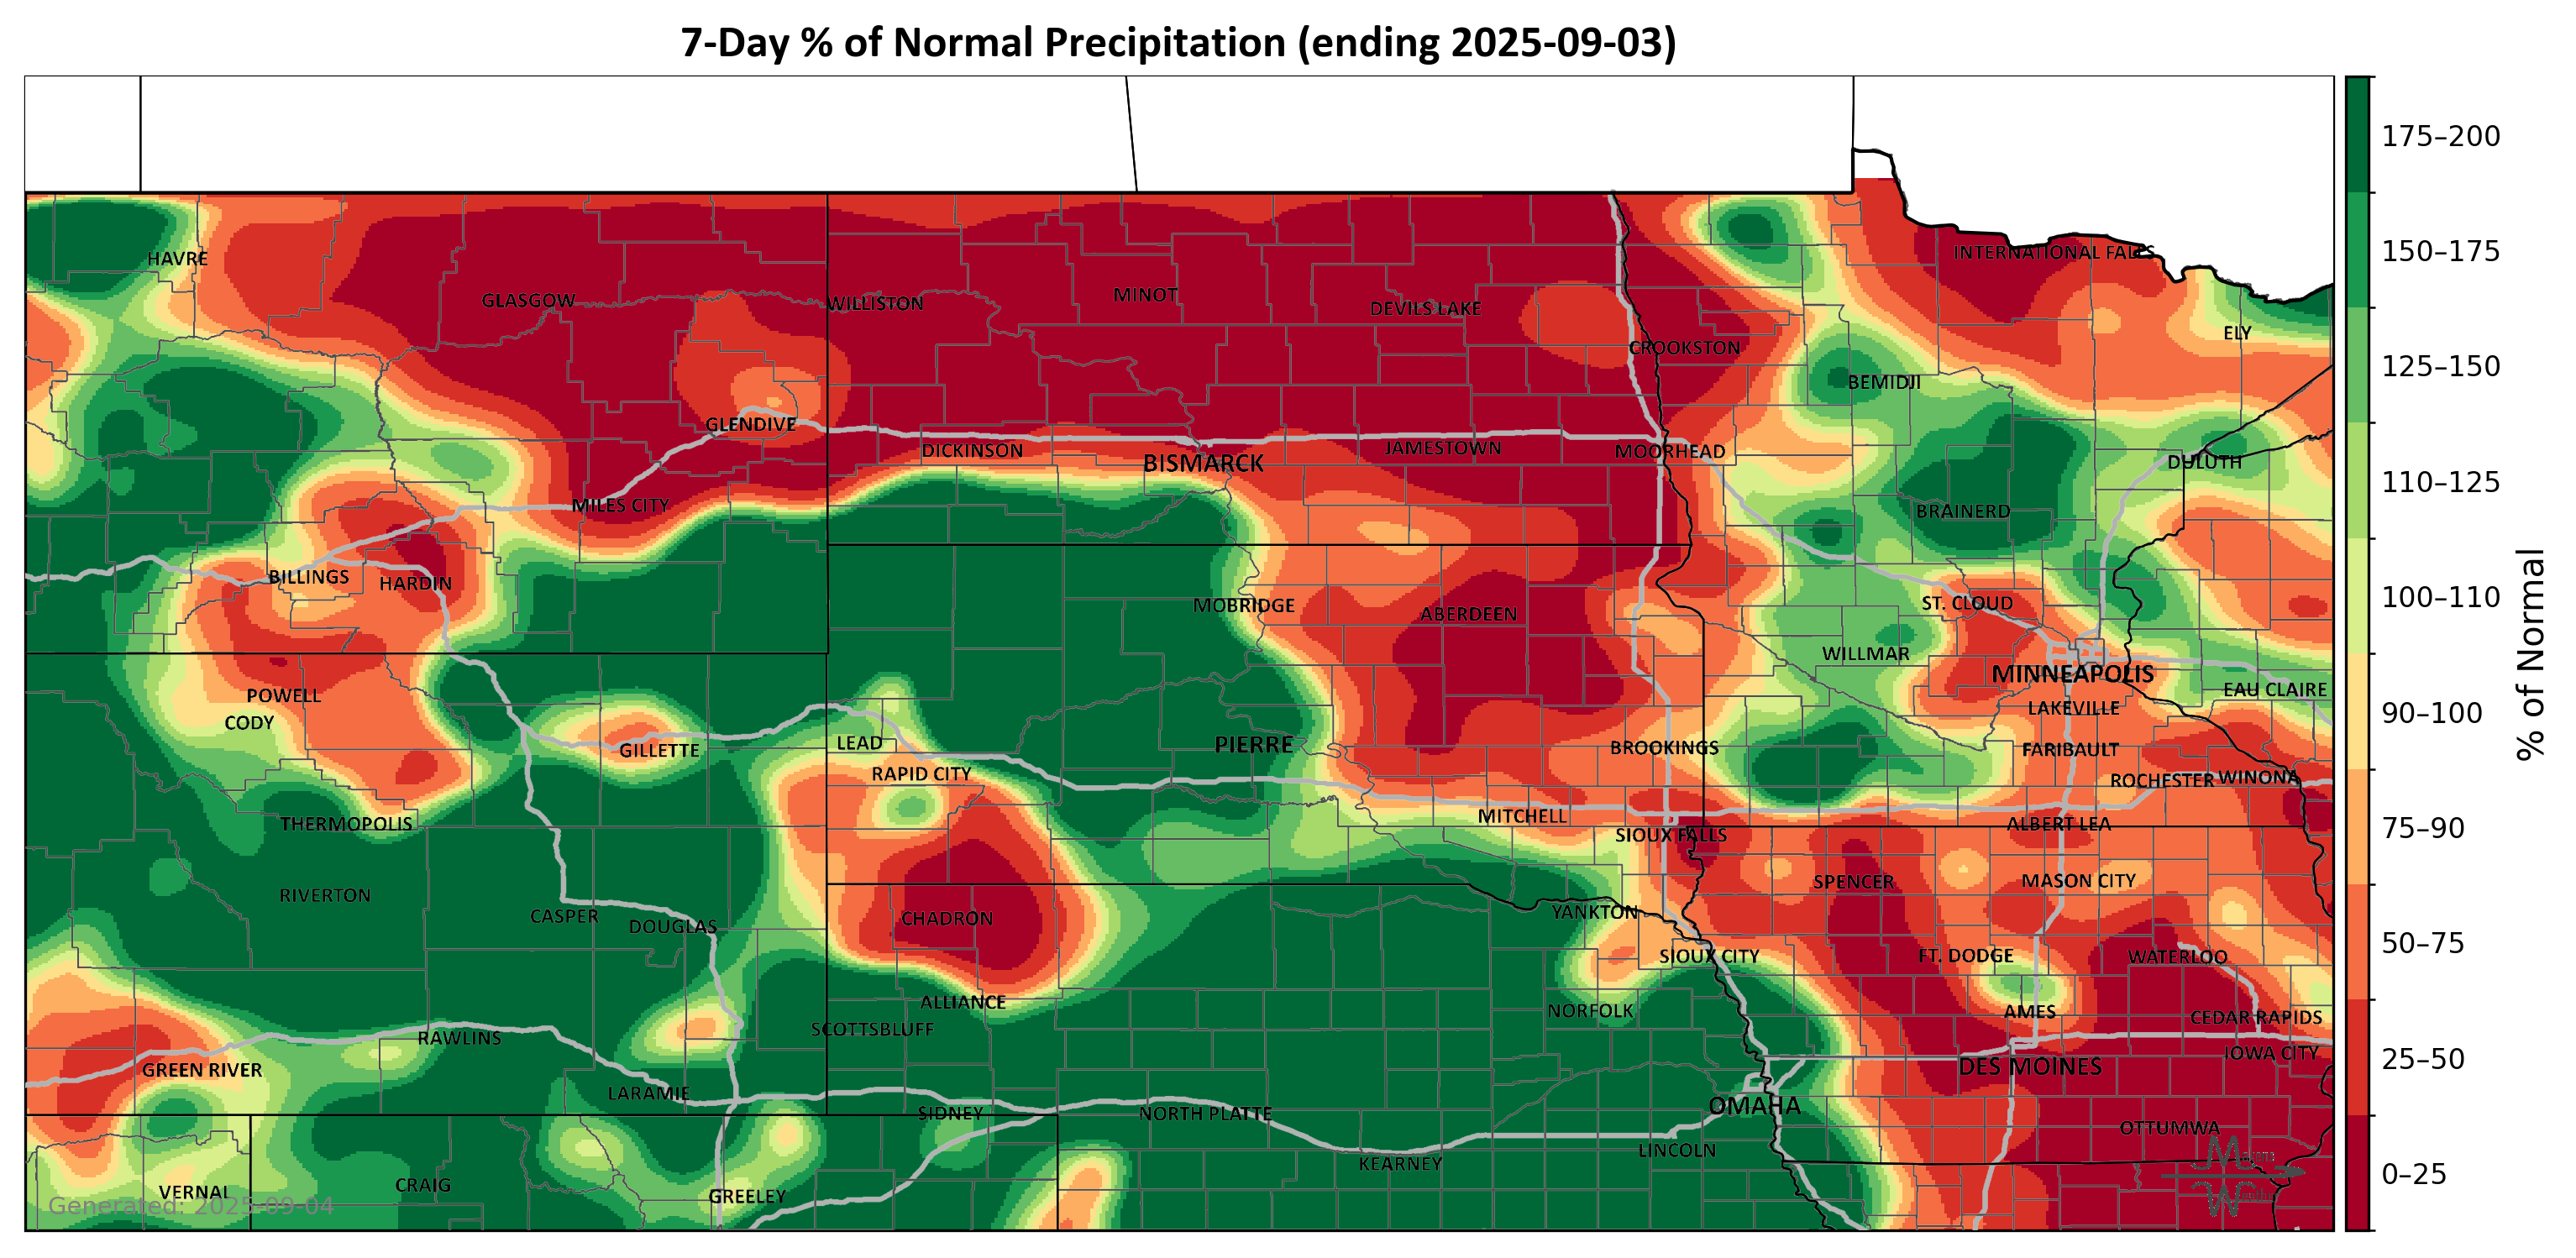 7-Day % of Normal Precipitation (ending 2025-09-03)
175–200
150–175
125–150
110–125
100–110
90–100
75–90
50–75
25–50
0–25
% of Normal
HAVRE
INTERNATIONAL FALLS
GLASGOW
WILLISTON
MINOT
DEVILS LAKE
ELY
CROOKSTON
BEMIDJI
GLENDIVE
DICKINSON
BISMARCK
JAMESTOWN
MOORHEAD
DULUTH
MILES CITY
BRAINERD
BILLINGS
HARDIN
MOBRIDGE
ABERDEEN
ST. CLOUD
WILLMAR
MINNEAPOLIS
POWELL
EAU CLAIRE
CODY
LAKEVILLE
GILLETTE
LEAD
PIERRE
BROOKINGS
FARIBAULT
RAPID CITY
ROCHESTER
WINONA
THERMOPOLIS
MITCHELL
SIOUX FALLS
ALBERT LEA
RIVERTON
SPENCER
MASON CITY
CASPER
DOUGLAS
CHADRON
YANKTON
SIOUX CITY
FT. DODGE
WATERLOO
ALLIANCE
NORFOLK
AMES
RAWLINS
SCOTTSBLUFF
CEDAR RAPIDS
GREEN RIVER
DES MOINES
IOWA CITY
LARAMIE
SIDNEY
NORTH PLATTE
OMAHA
OTTUMWA
KEARNEY
LINCOLN
VERNAL
CRAIG
GREELEY
Generated: 2025-09-04